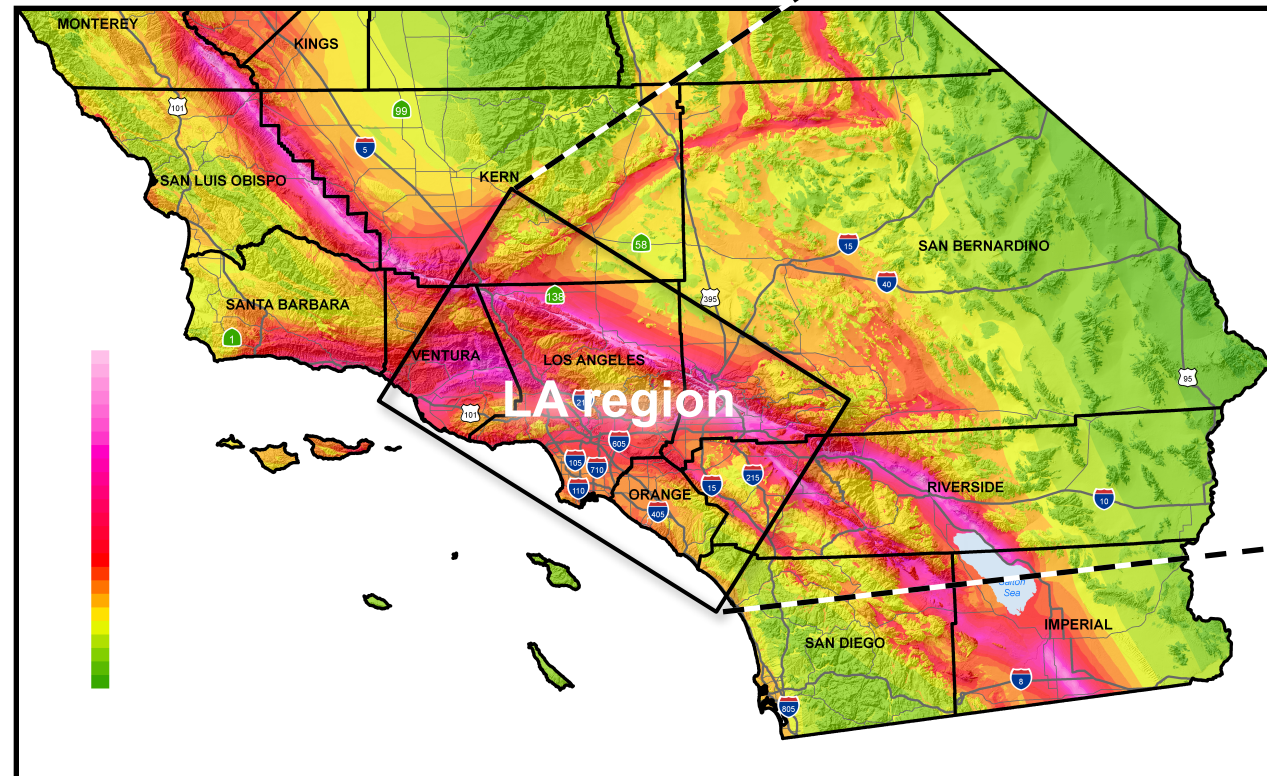 MONTEREY
KINGS
101
99
5
KERN
SAN LUIS OBISPO
58
15
SAN BERNARDINO
40
138
395
SANTA BARBARA
1
VENTURA
LOS ANGELES
95
LA region
101
605
105
710
110
15
215
ORANGE
405
RIVERSIDE
10
Salton
Sea
IMPERIAL
SAN DIEGO
8
805